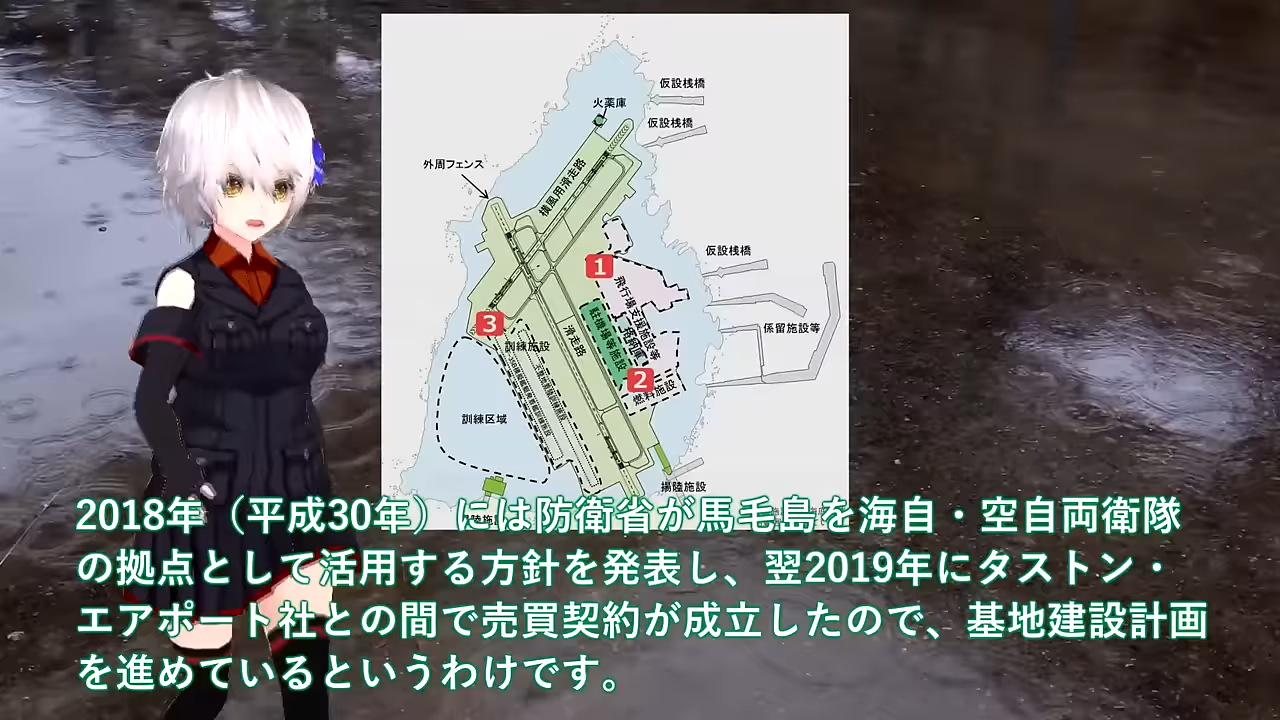 仮設桟橋
火薬庫
仮設桟橋
外周フェンス
横風用滑走路
仮設桟橋
1
飛行場支援施設等
係留施設等
3
訓練施設
滑走路
駐機場等施設
格納庫
2
燃料施設
訓練区域
揚陸施設
2018年（平成30年）には防衛省が馬毛島を海自・空自両衛隊
の拠点として活用する方針を発表し、翌2019年にタストン・
エアポート社との間で売買契約が成立したので、基地建設計画
を進めているというわけです。